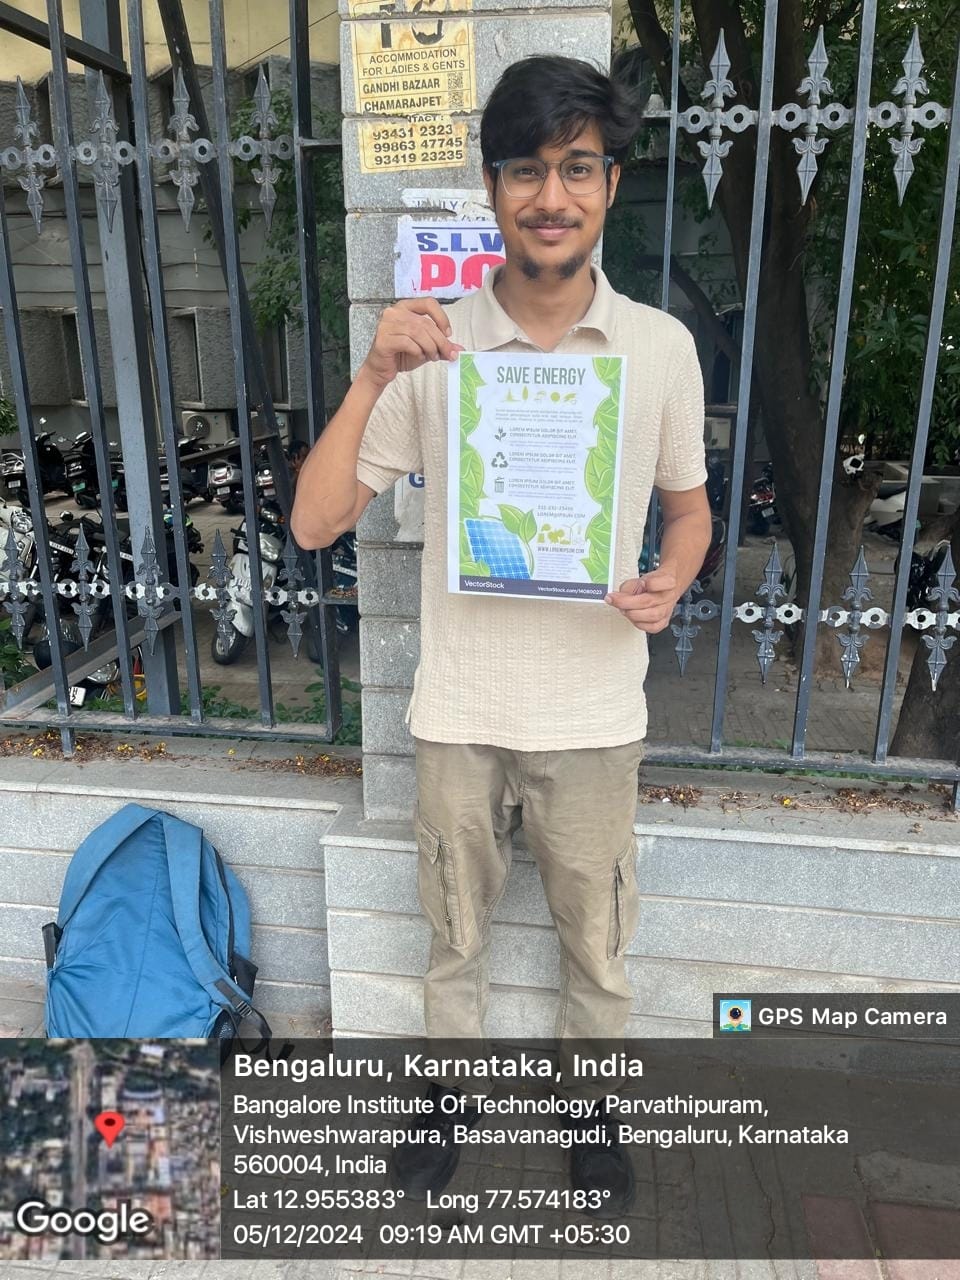 ACCOMMODATION
FOR LADIES & GENTS
GANDHI BAZAAR
CHAMARAJPET
93431 2323
99863 47745
93419 23235
S.L.V
SAVE ENERGY
LOREM IPSUM DOLOR SIT AMET,
CONSECTETUR ADIPISCING ELIT.
LOREM IPSUM DOLOR SIT AMET,
CONSECTETUR ADIPISCING ELIT.
LOREM IPSUM DOLOR SIT AMET,
CONSECTETUR ADIPISCING ELIT.
WWW.LOREMIPSUM.COM
VectorStock
VectorStock.com/14080023
GPS Map Camera
Bengaluru, Karnataka, India
Bangalore Institute Of Technology, Parvathipuram,
Vishweshwarapura, Basavanagudi, Bengaluru, Karnataka
560004, India
Lat 12.955383° Long 77.574183°
05/12/2024 09:19 AM GMT +05:30
Google